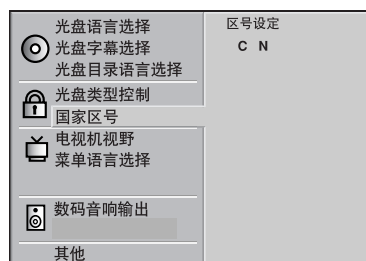 光盘语言选择
光盘字幕选择
光盘目录语言选择
光盘类型控制
国家区号
电视机视野
菜单语言选择
数码音响输出
其他
区号设定
C N